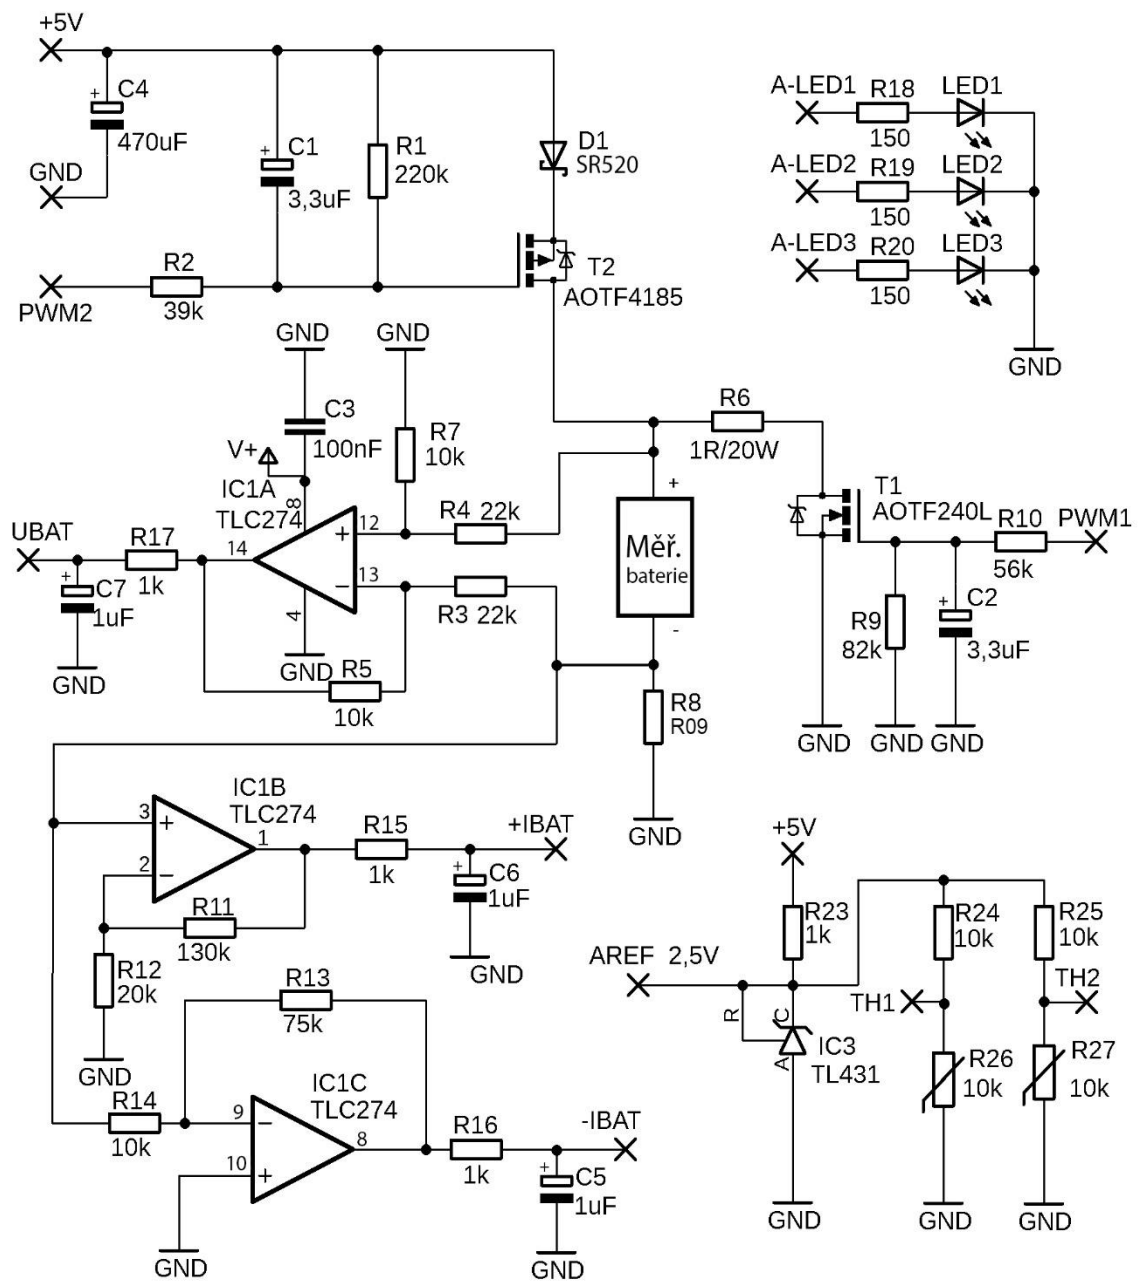 +5V
C4
470uF
GND
C1
3,3uF
R1
220k
D1
SR520
R2
39k
PWM2
T2
AOTF4185
A-LED1
R18
150
LED1
A-LED2
R19
150
LED2
A-LED3
R20
150
LED3
GND
GND
GND
C3
100nF
V+
R7
10k
IC1A
TLC274
8
12
+
13
−
14
4
GND
R4 22k
R3 22k
R5
10k
UBAT
R17
1k
C7
1uF
GND
R6
1R/20W
+
Měř.
baterie
-
R8
R09
GND
T1
AOTF240L
R10
56k
PWM1
R9
82k
C2
3,3uF
GND
GND
GND
IC1B
TLC274
3
+
2
−
1
R15
1k
+IBAT
C6
1uF
GND
R11
130k
R12
20k
GND
R13
75k
R14
10k
IC1C
TLC274
9
−
10
+
8
GND
R16
1k
-IBAT
C5
1uF
GND
+5V
R23
1k
AREF 2,5V
R
C
A
IC3
TL431
GND
R24
10k
R25
10k
TH1
TH2
R26
10k
R27
10k
GND
GND
+
+
+
+
+
+